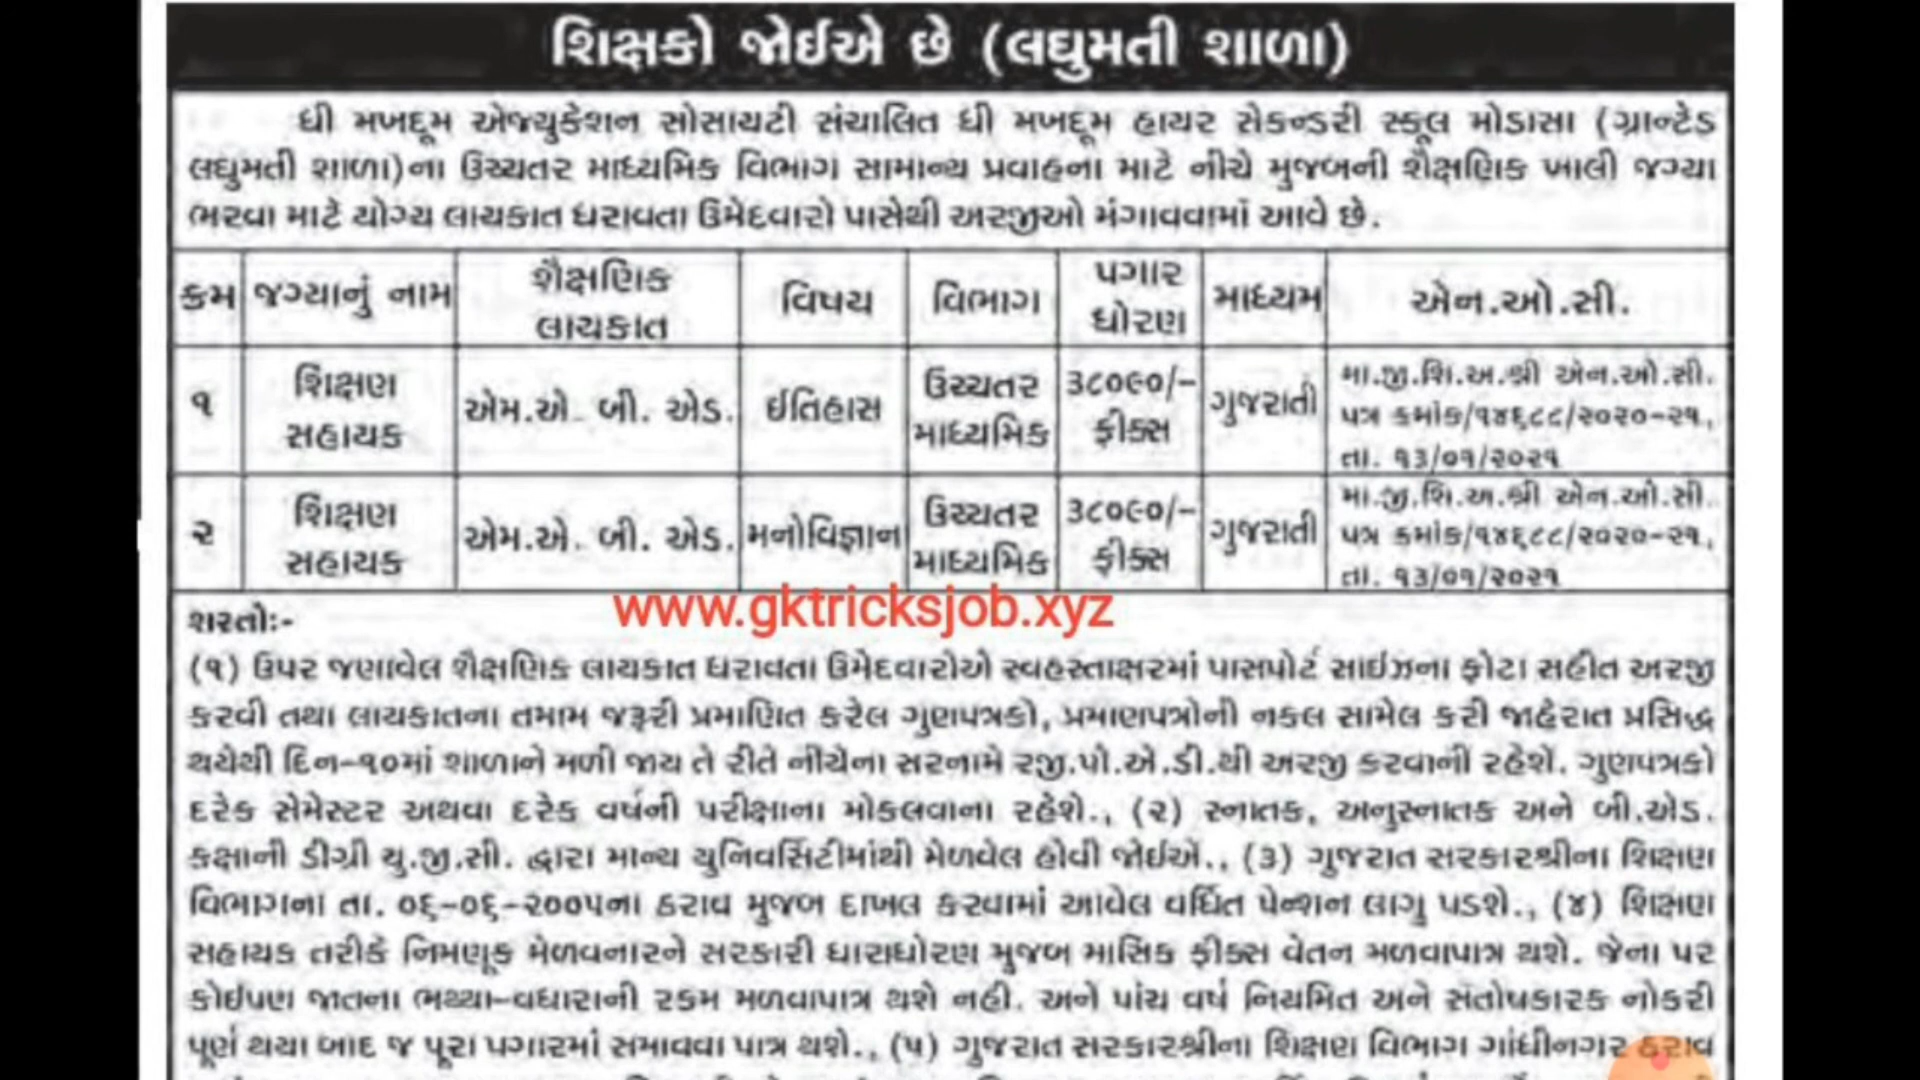 શિક્ષકો જોઈએ છે (લઘુમતી શાળા)
ધી મખદૂમ એજ્યુકેશન સોસાયટી સંચાલિત ધી મખદૂમ હાયર સેકન્ડરી સ્કૂલ મોડાસા (ગ્રાન્ટેડ
લઘુમતી શાળા)ના ઉચ્ચતર માધ્યમિક વિભાગ સામાન્ય પ્રવાહના માટે નીચે મુજબની શૈક્ષણિક ખાલી જગ્યા
ભરવા માટે યોગ્ય લાયકાત ધરાવતા ઉમેદવારો પાસેથી અરજીઓ મંગાવવામાં આવે છે.
ક્રમ જગ્યાનું નામ શૈક્ષણિક લાયકાત વિષય વિભાગ પગાર ધોરણ માધ્યમ એન.ઓ.સી.
૧ શિક્ષણ સહાયક એમ.એ. બી. એડ. ઈતિહાસ ઉચ્ચતર માધ્યમિક ૩૮૦૯૦/- ફીક્સ ગુજરાતી મા.જી.શિ.અ.શ્રી એન.ઓ.સી. પત્ર ક્રમાંક/૧૪૬૮૮/૨૦૨૦-૨૧, તા. ૧૩/૦૧/૨૦૨૧
૨ શિક્ષણ સહાયક એમ.એ. બી. એડ. મનોવિજ્ઞાન ઉચ્ચતર માધ્યમિક ૩૮૦૯૦/- ફીક્સ ગુજરાતી મા.જી.શિ.અ.શ્રી એન.ઓ.સી. પત્ર ક્રમાંક/૧૪૬૮૮/૨૦૨૦-૨૧, તા. ૧૩/૦૧/૨૦૨૧
www.gktricksjob.xyz
શરતોઃ-
(૧) ઉપર જણાવેલ શૈક્ષણિક લાયકાત ધરાવતા ઉમેદવારોએ સ્વહસ્તાક્ષરમાં પાસપોર્ટ સાઈઝના ફોટા સહીત અરજી
કરવી તથા લાયકાતના તમામ જરૂરી પ્રમાણિત કરેલ ગુણપત્રકો, પ્રમાણપત્રોની નકલ સામેલ કરી જાહેરાત પ્રસિદ્ધ
થયેથી દિન-૧૦માં શાળાને મળી જાય તે રીતે નીચેના સરનામે રજી.પો.એ.ડી.થી અરજી કરવાની રહેશે. ગુણપત્રકો
દરેક સેમેસ્ટર અથવા દરેક વર્ષની પરીક્ષાના મોકલવાના રહેશે., (૨) સ્નાતક, અનુસ્નાતક અને બી.એડ.
કક્ષાની ડીગ્રી યુ.જી.સી. દ્વારા માન્ય યુનિવર્સિટીમાંથી મેળવેલ હોવી જોઈએ., (૩) ગુજરાત સરકારશ્રીના શિક્ષણ
વિભાગના તા. ૦૬-૦૬-૨૦૦૫ના ઠરાવ મુજબ દાખલ કરવામાં આવેલ વર્ધિત પેન્શન લાગુ પડશે., (૪) શિક્ષણ
સહાયક તરીકે નિમણૂક મેળવનારને સરકારી ધારાધોરણ મુજબ માસિક ફીક્સ વેતન મળવાપાત્ર થશે. જેના પર
કોઈપણ જાતના ભથ્થા-વધારાની રકમ મળવાપાત્ર થશે નહી. અને પાંચ વર્ષ નિયમિત અને સંતોષકારક નોકરી
પૂર્ણ થયા બાદ જ પૂરા પગારમાં સમાવવા પાત્ર થશે., (૫) ગુજરાત સરકારશ્રીના શિક્ષણ વિભાગ ગાંધીનગર ઠરાવ